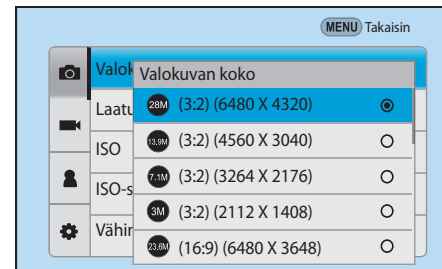 MENU Takaisin
Valok
Valokuvan koko
Laatu
28M (3:2) (6480 X 4320)
13,9M (3:2) (4560 X 3040)
ISO
7.1M (3:2) (3264 X 2176)
ISO-s
3M (3:2) (2112 X 1408)
Vähin
23.6M (16:9) (6480 X 3648)